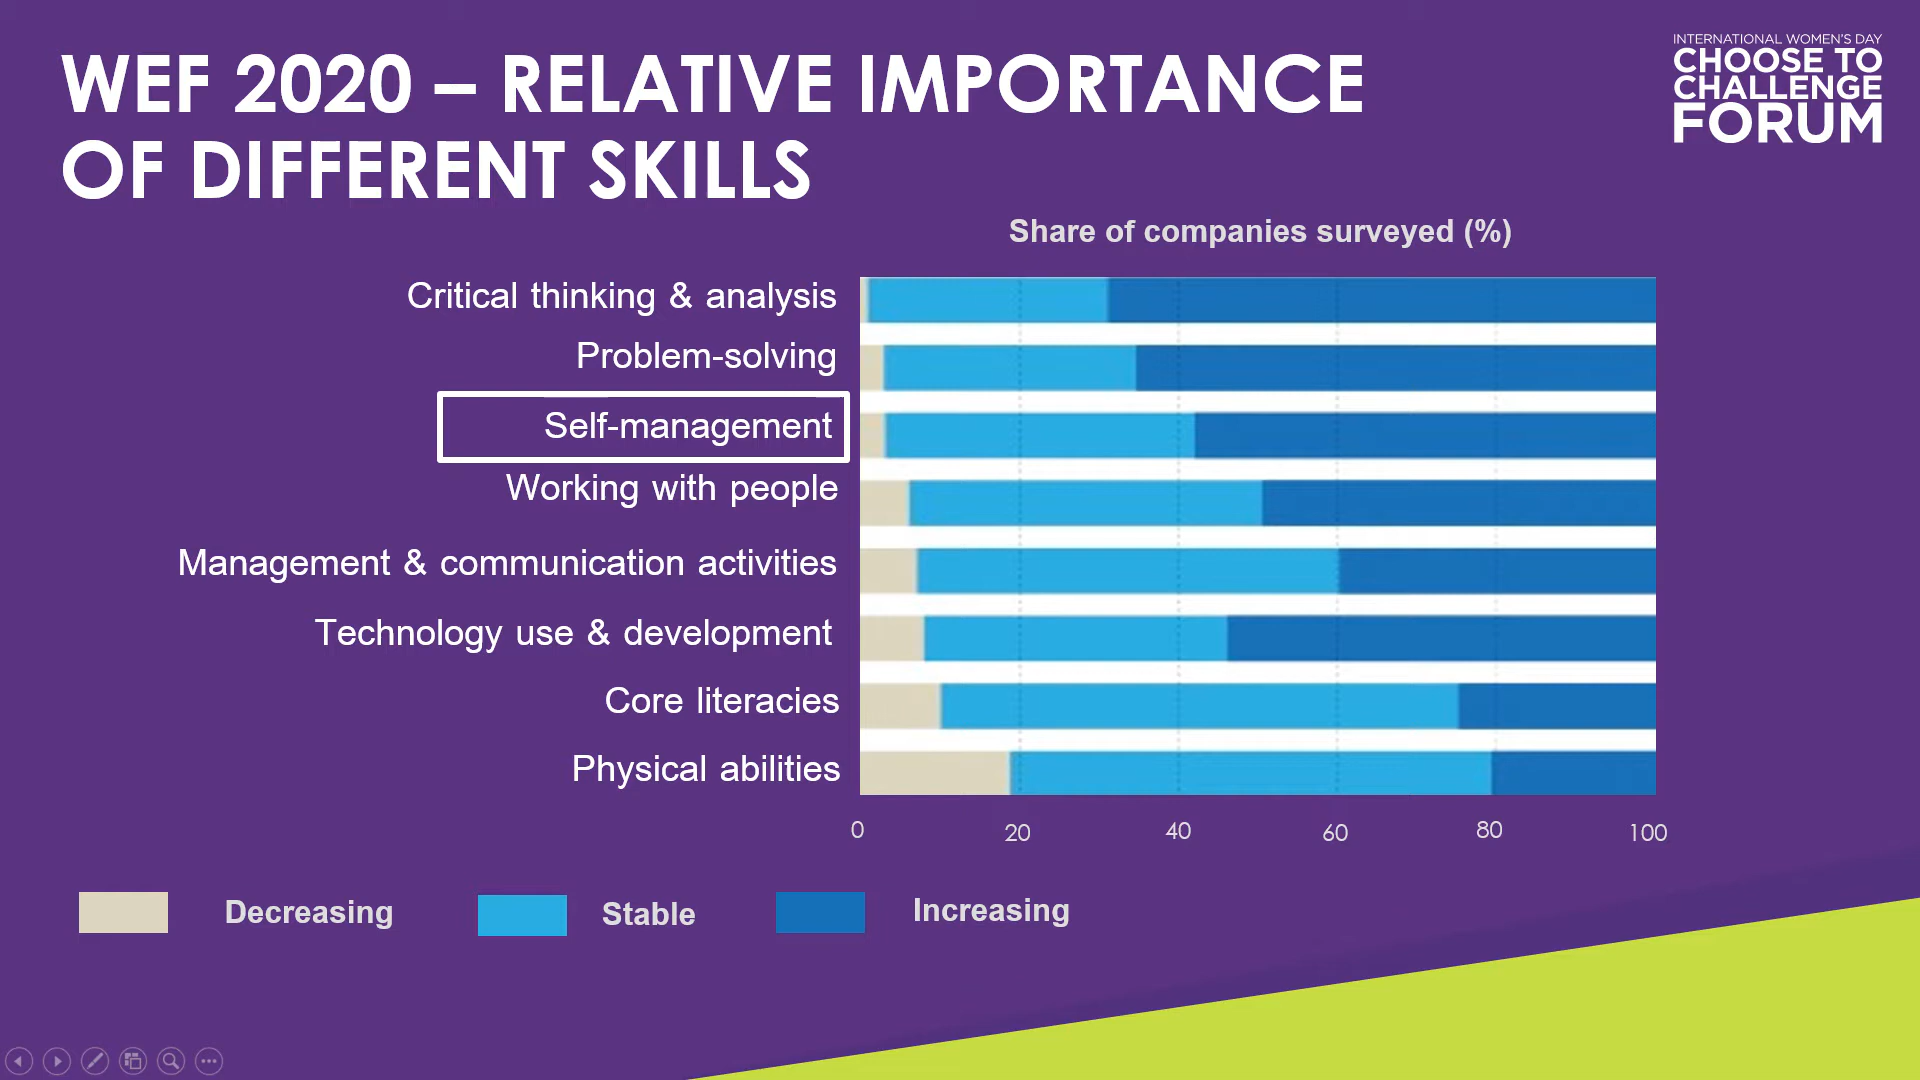 WEF 2020 – RELATIVE IMPORTANCE
OF DIFFERENT SKILLS
INTERNATIONAL WOMEN'S DAY
CHOOSE TO
CHALLENGE
FORUM
Share of companies surveyed (%)
Critical thinking & analysis
Problem-solving
Self-management
Working with people
Management & communication activities
Technology use & development
Core literacies
Physical abilities
0 20 40 60 80 100
Decreasing Stable Increasing